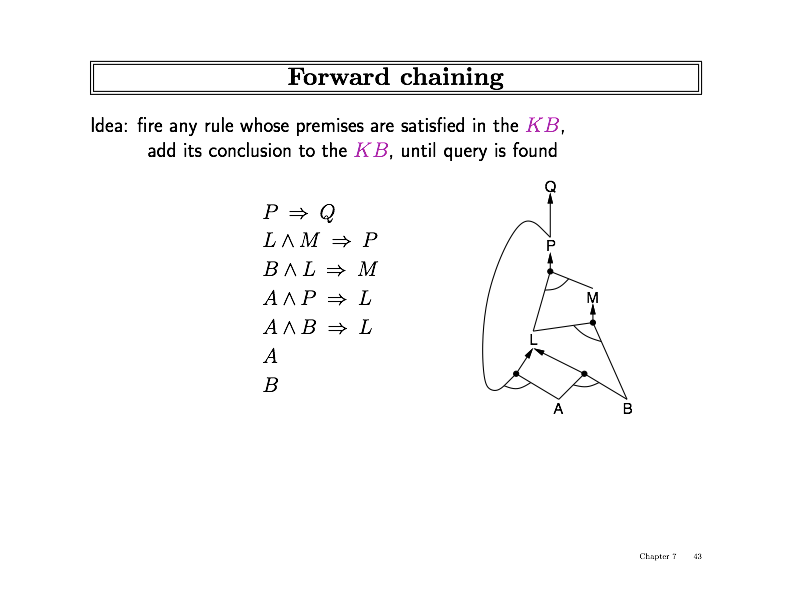 Forward chaining
Idea: fire any rule whose premises are satisfied in the KB,
add its conclusion to the KB, until query is found
P ⇒ Q
L ∧ M ⇒ P
B ∧ L ⇒ M
A ∧ P ⇒ L
A ∧ B ⇒ L
A
B
Q
P
M
L
A
B
Chapter 7 43